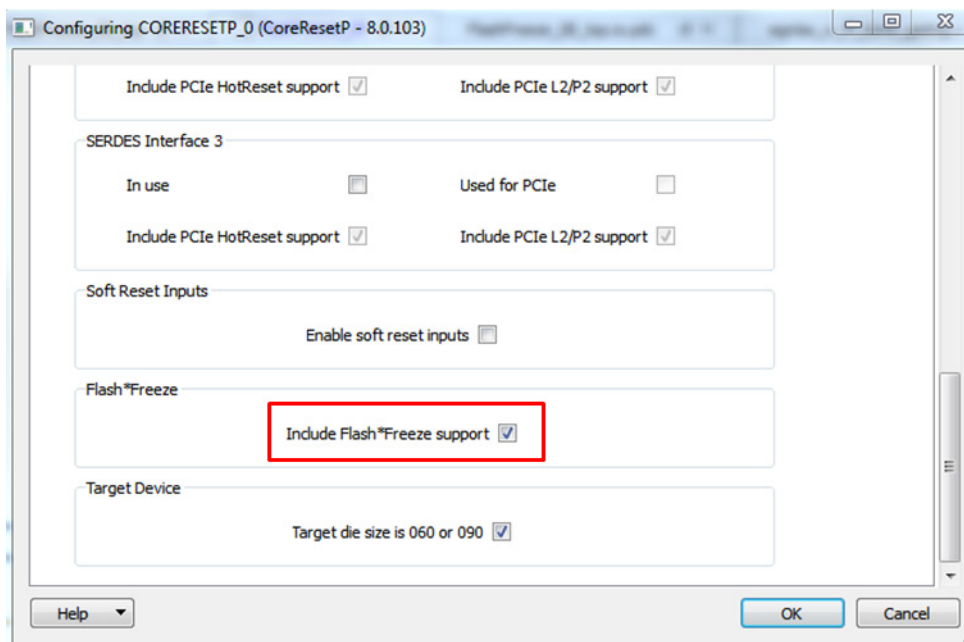 Configuring CORERESETP_0 (CoreResetP - 8.0.103)
Include PCIe HotReset support Include PCIe L2/P2 support
SERDES Interface 3
In use Used for PCIe
Include PCIe HotReset support Include PCIe L2/P2 support
Soft Reset Inputs
Enable soft reset inputs
Flash*Freeze
Include Flash*Freeze support
Target Device
Target die size is 060 or 090
Help OK Cancel